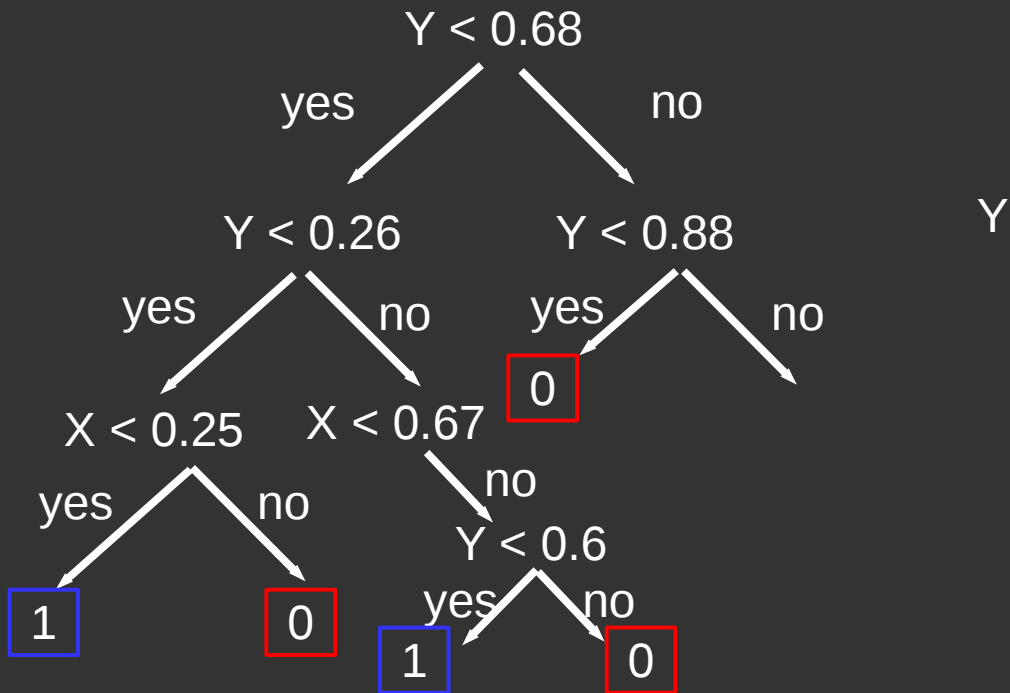 Y < 0.68
yes
no
Y < 0.26
Y < 0.88
Y
yes
no
yes
no
0
X < 0.25
X < 0.67
yes
no
no
Y < 0.6
yes
no
1
0
1
0